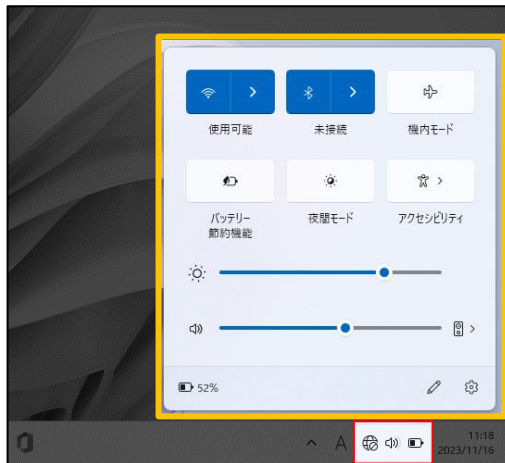 使用可能
未接続
機内モード
バッテリー
節約機能
夜間モード
アクセシビリティ
52%
A
11:18
2023/11/16